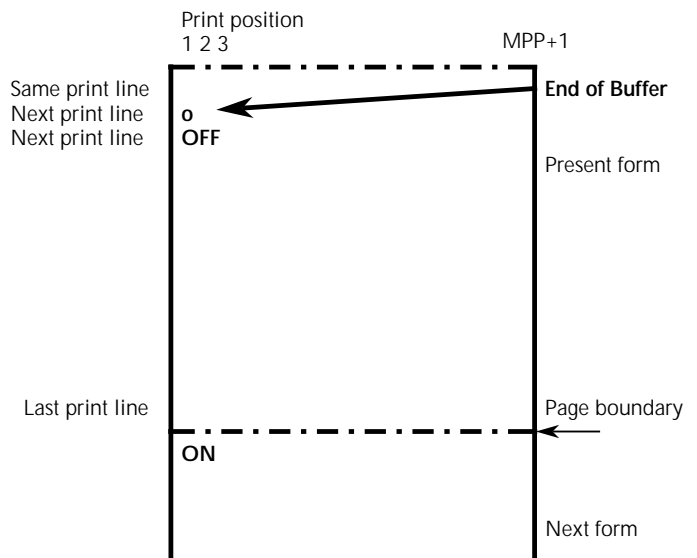 Print position
1 2 3 MPP+1
Same print line End of Buffer
Next print line o
Next print line OFF
Present form
Last print line Page boundary
ON
Next form